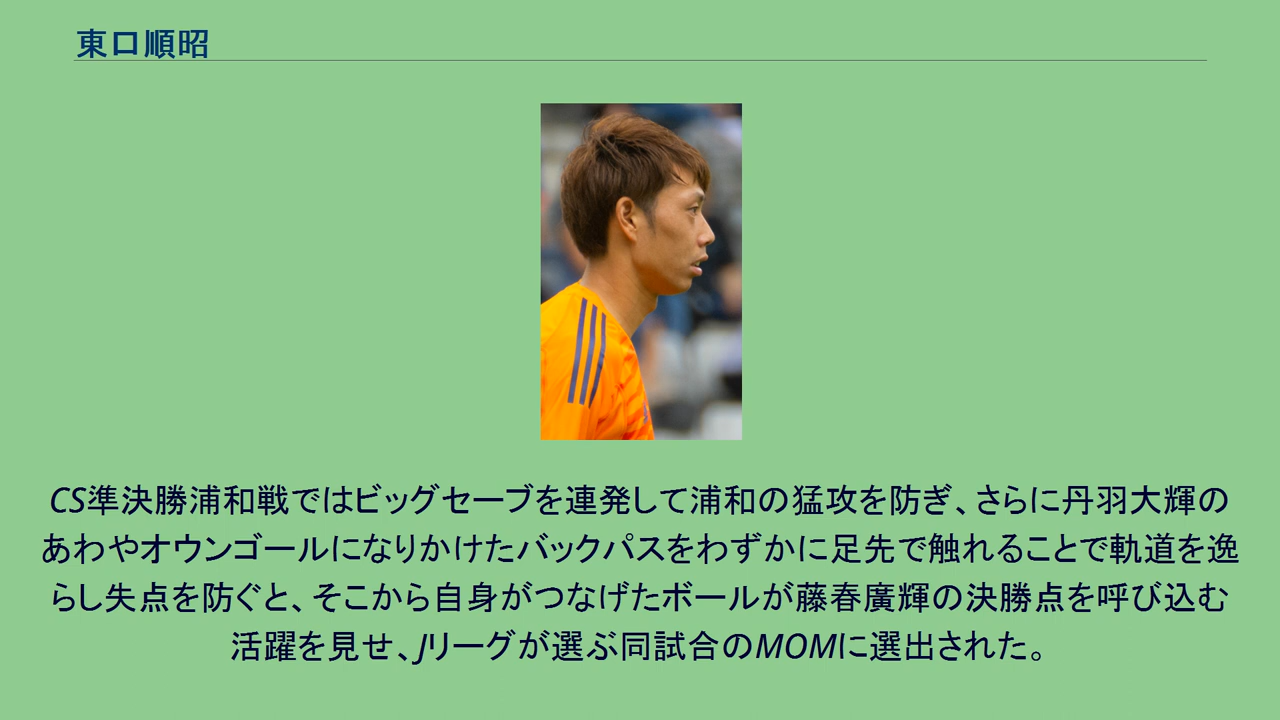 東口順昭
CS準決勝浦和戦ではビッグセーブを連発して浦和の猛攻を防ぎ、さらに丹羽大輝の
あわやオウンゴールになりかけたバックパスをわずかに足先で触れることで軌道を逸
らし失点を防ぐと、そこから自身がつなげたボールが藤春廣輝の決勝点を呼び込む
活躍を見せ、Jリーグが選ぶ同試合のMOMに選出された。